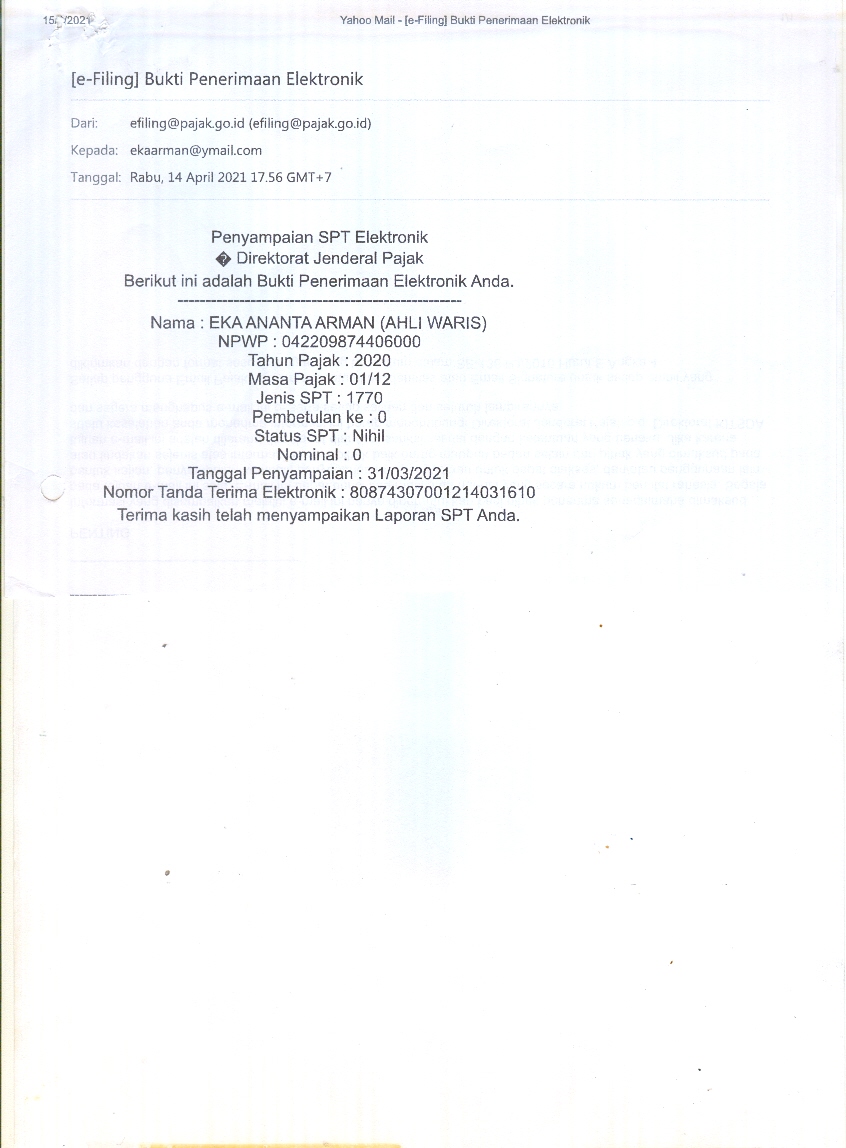 Yahoo Mail - [e-Filing] Bukti Penerimaan Elektronik
[e-Filing] Bukti Penerimaan Elektronik
Dari: efiling@pajak.go.id (efiling@pajak.go.id)
Kepada: ekaarman@ymail.com
Tanggal: Rabu, 14 April 2021 17.56 GMT+7
Penyampaian SPT Elektronik
� Direktorat Jenderal Pajak
Berikut ini adalah Bukti Penerimaan Elektronik Anda.
----------------------------------------------------
Nama : EKA ANANTA ARMAN (AHLI WARIS)
NPWP : 042209874406000
Tahun Pajak : 2020
Masa Pajak : 01/12
Jenis SPT : 1770
Pembetulan ke : 0
Status SPT : Nihil
Nominal : 0
Tanggal Penyampaian : 31/03/2021
Nomor Tanda Terima Elektronik : 80874307001214031610
Terima kasih telah menyampaikan Laporan SPT Anda.